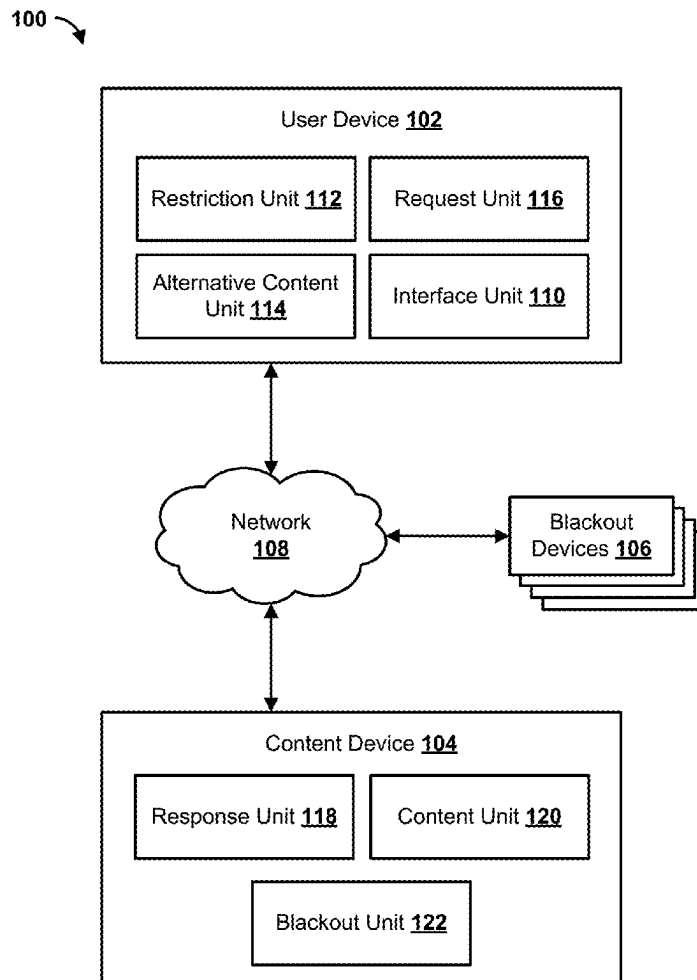 100
User Device 102
Restriction Unit 112
Request Unit 116
Alternative Content
Unit 114
Interface Unit 110
Network
108
Blackout
Devices 106
Content Device 104
Response Unit 118
Content Unit 120
Blackout Unit 122